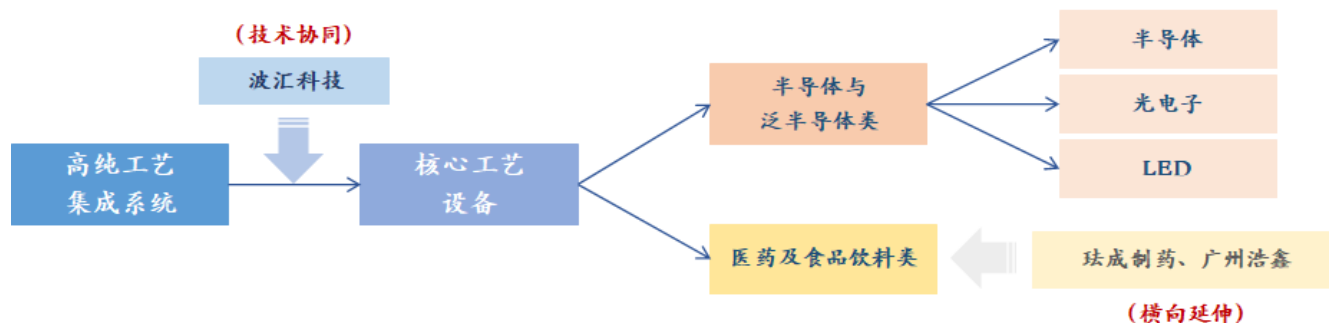 (技术协同)
波汇科技
高纯工艺
集成系统
核心工艺
设备
半导体与
泛半导体类
半导体
光电子
LED
医药及食品饮料类
珐成制药、广州浩鑫
(横向延伸)